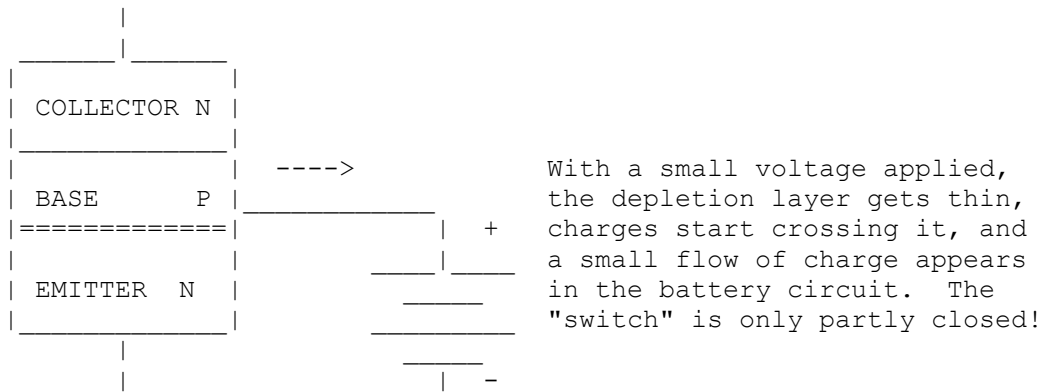 COLLECTOR N
----> With a small voltage applied,
the depletion layer gets thin,
BASE P
+ charges start crossing it, and
a small flow of charge appears
EMITTER N in the battery circuit. The
"switch" is only partly closed!
-